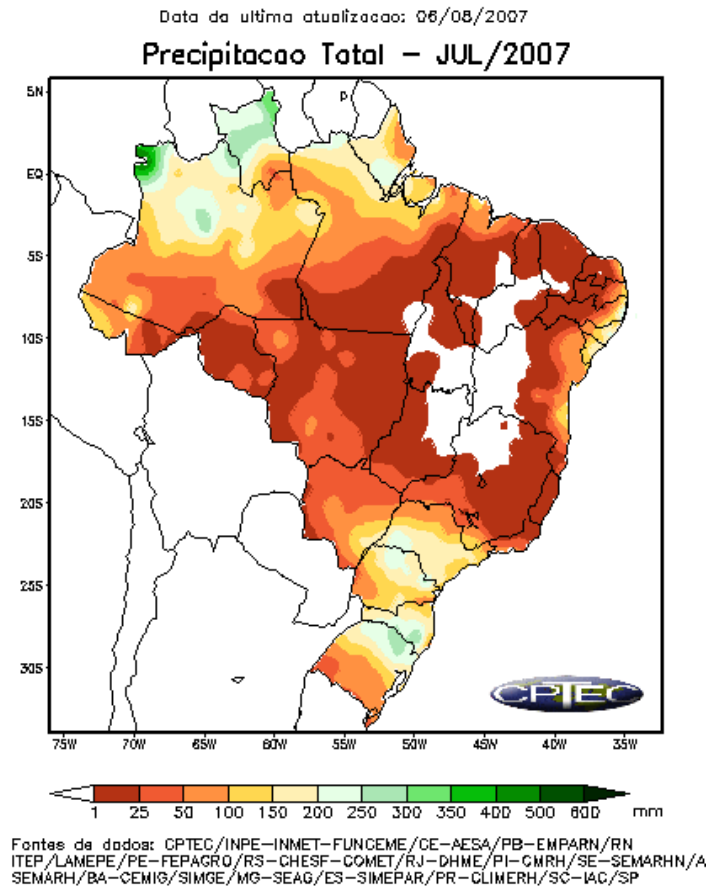 Data da ultima atualizacao: 06/08/2007
Precipitacao Total – JUL/2007
5N
EQ
5S
10S
15S
20S
25S
30S
CPTEC
75W 70W 65W 60W 55W 50W 45W 40W 35W
1 25 50 100 150 200 250 300 350 400 500 600 mm
Fontes de dados: CPTEC/INPE–INMET–FUNCEME/CE–AESA/PB–EMPARN/RN
ITEP/LAMEPE/PE–FEPAGRO/RS–CHESF–COMET/RJ–DHME/PI–CMRH/SE–SEMARHN/A
SEMARH/BA–CEMIG/SIMGE/MG–SEAG/ES–SIMEPAR/PR–CLIMERH/SC–IAC/SP